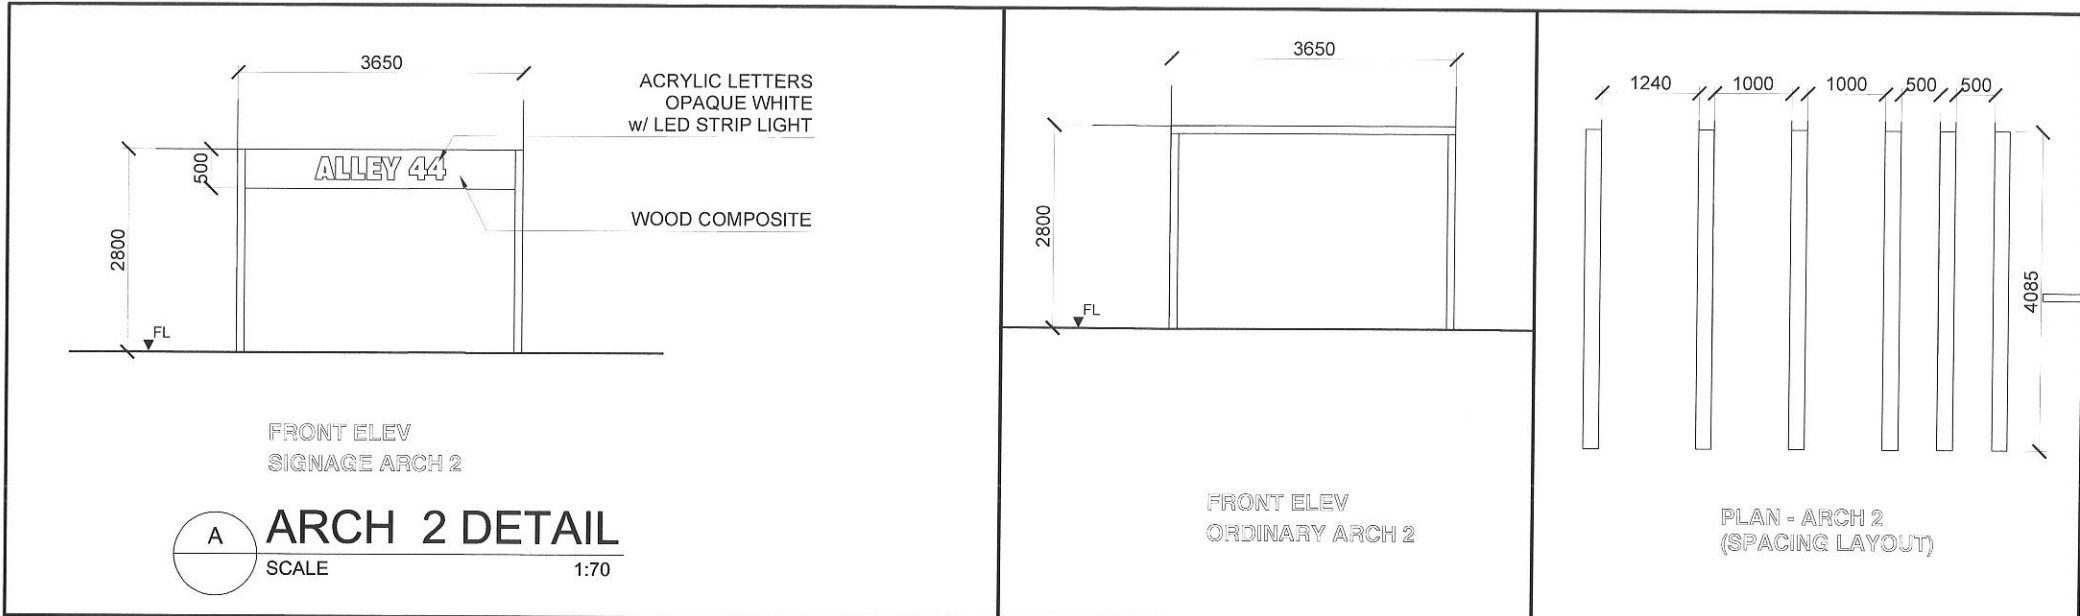 3650
ACRYLIC LETTERS
OPAQUE WHITE
w/ LED STRIP LIGHT
500
ALLEY 44
WOOD COMPOSITE
2800
FL
FRONT ELEV
SIGNAGE ARCH 2
A
ARCH 2 DETAIL
SCALE 1:70
3650
2800
FL
FRONT ELEV
ORDINARY ARCH 2
1240 1000 1000 500 500
4085
PLAN - ARCH 2
(SPACING LAYOUT)